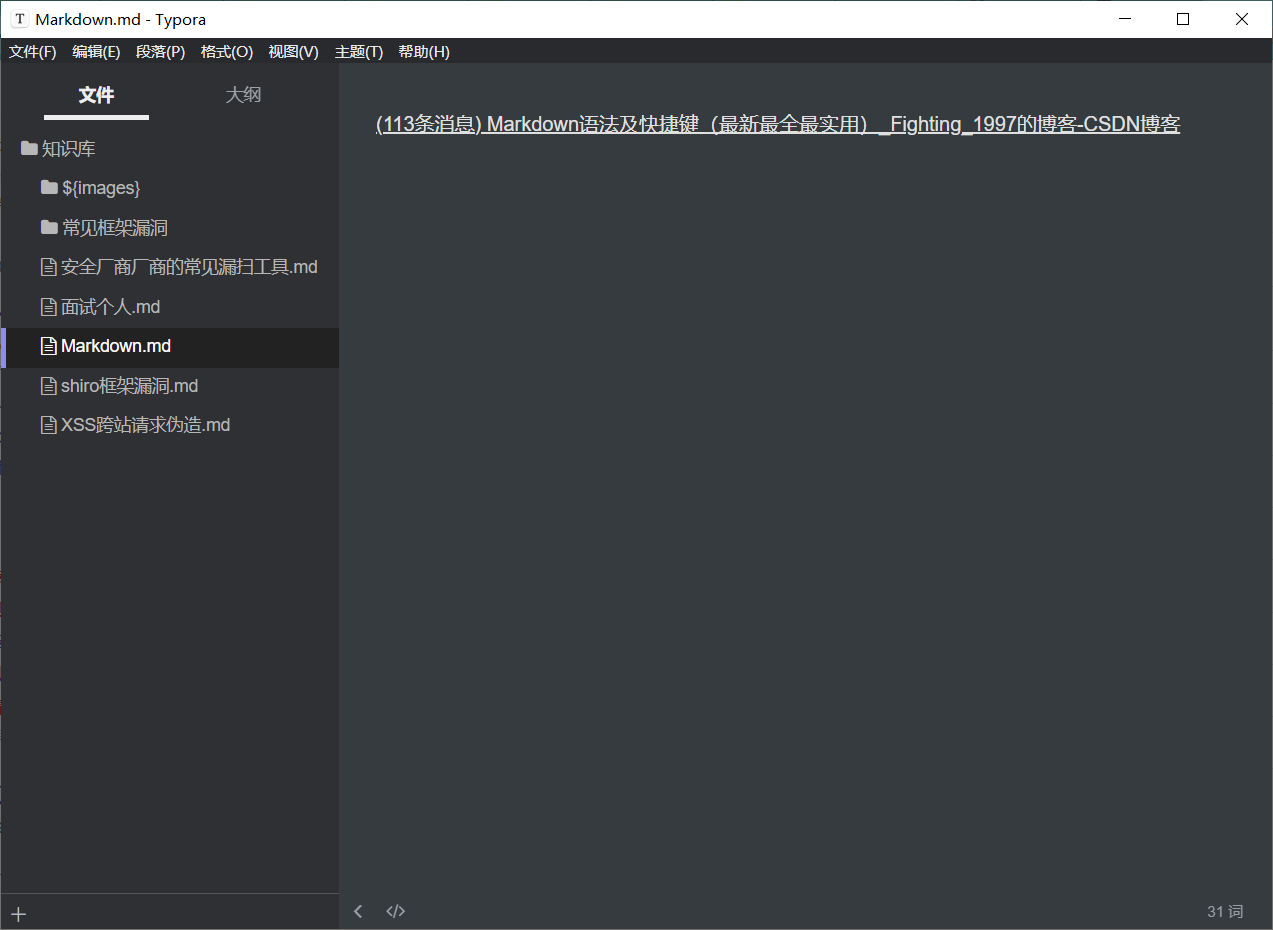 T Markdown.md - Typora
文件(F) 编辑(E) 段落(P) 格式(O) 视图(V) 主题(T) 帮助(H)
文件 大纲
知识库
${images}
常见框架漏洞
安全厂商厂商的常见漏扫工具.md
面试个人.md
Markdown.md
shiro框架漏洞.md
XSS跨站请求伪造.md
(113条消息) Markdown语法及快捷键（最新最全最实用）_Fighting_1997的博客-CSDN博客
31 词